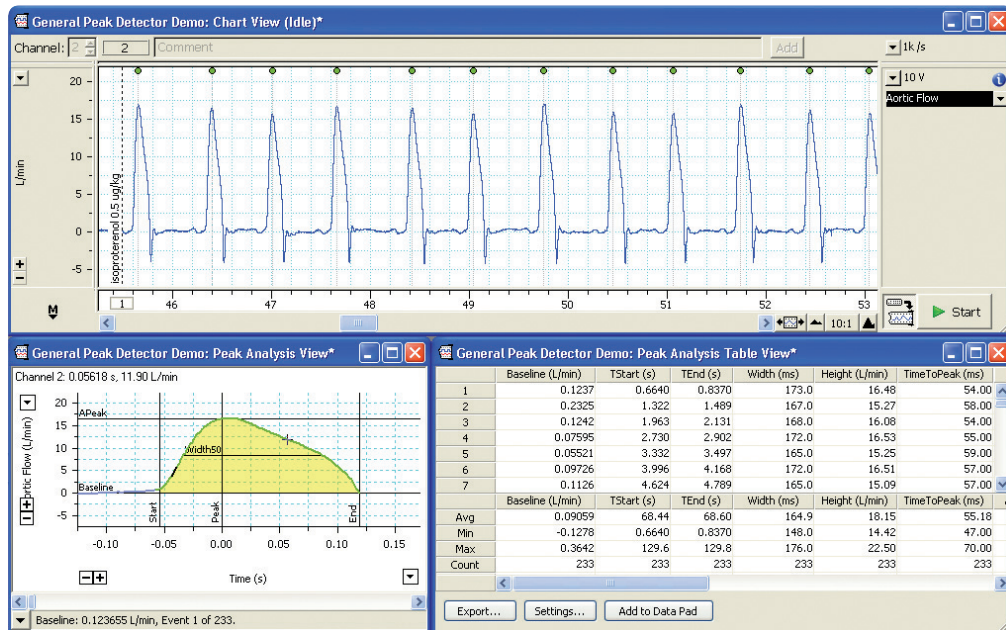 General Peak Detector Demo: Chart View (Idle)*
Channel: 2 2 Comment Add 1k /s
20
15
10
5
0
-5
L/min
isoproterenol 0.5 ug/kg
10 V
Aortic Flow
1 46 47 48 49 50 51 52 53
M
10:1
Start
General Peak Detector Demo: Peak Analysis View*
Channel 2: 0.05618 s, 11.90 L/min
20
15
10
5
0
-5
ortic Flow (L/min)
APeak
Width50
Baseline
Start
Peak
End
-0.10 -0.05 0.00 0.05 0.10 0.15
Time (s)
Baseline: 0.123655 L/min, Event 1 of 233.
General Peak Detector Demo: Peak Analysis Table View*
Baseline (L/min) TStart (s) TEnd (s) Width (ms) Height (L/min) TimeToPeak (ms)
1 0.1237 0.6640 0.8370 173.0 16.48 54.00
2 0.2325 1.322 1.489 167.0 15.27 58.00
3 0.1242 1.963 2.131 168.0 16.08 54.00
4 0.07595 2.730 2.902 172.0 16.53 55.00
5 0.05521 3.332 3.497 165.0 15.25 59.00
6 0.09726 3.996 4.168 172.0 16.51 57.00
7 0.1126 4.624 4.789 165.0 15.09 57.00
Baseline (L/min) TStart (s) TEnd (s) Width (ms) Height (L/min) TimeToPeak (ms)
Avg 0.09059 68.44 68.60 164.9 18.15 55.18
Min -0.1278 0.6640 0.8370 148.0 14.42 47.00
Max 0.3642 129.6 129.8 176.0 22.50 70.00
Count 233 233 233 233 233 233
Export... Settings... Add to Data Pad